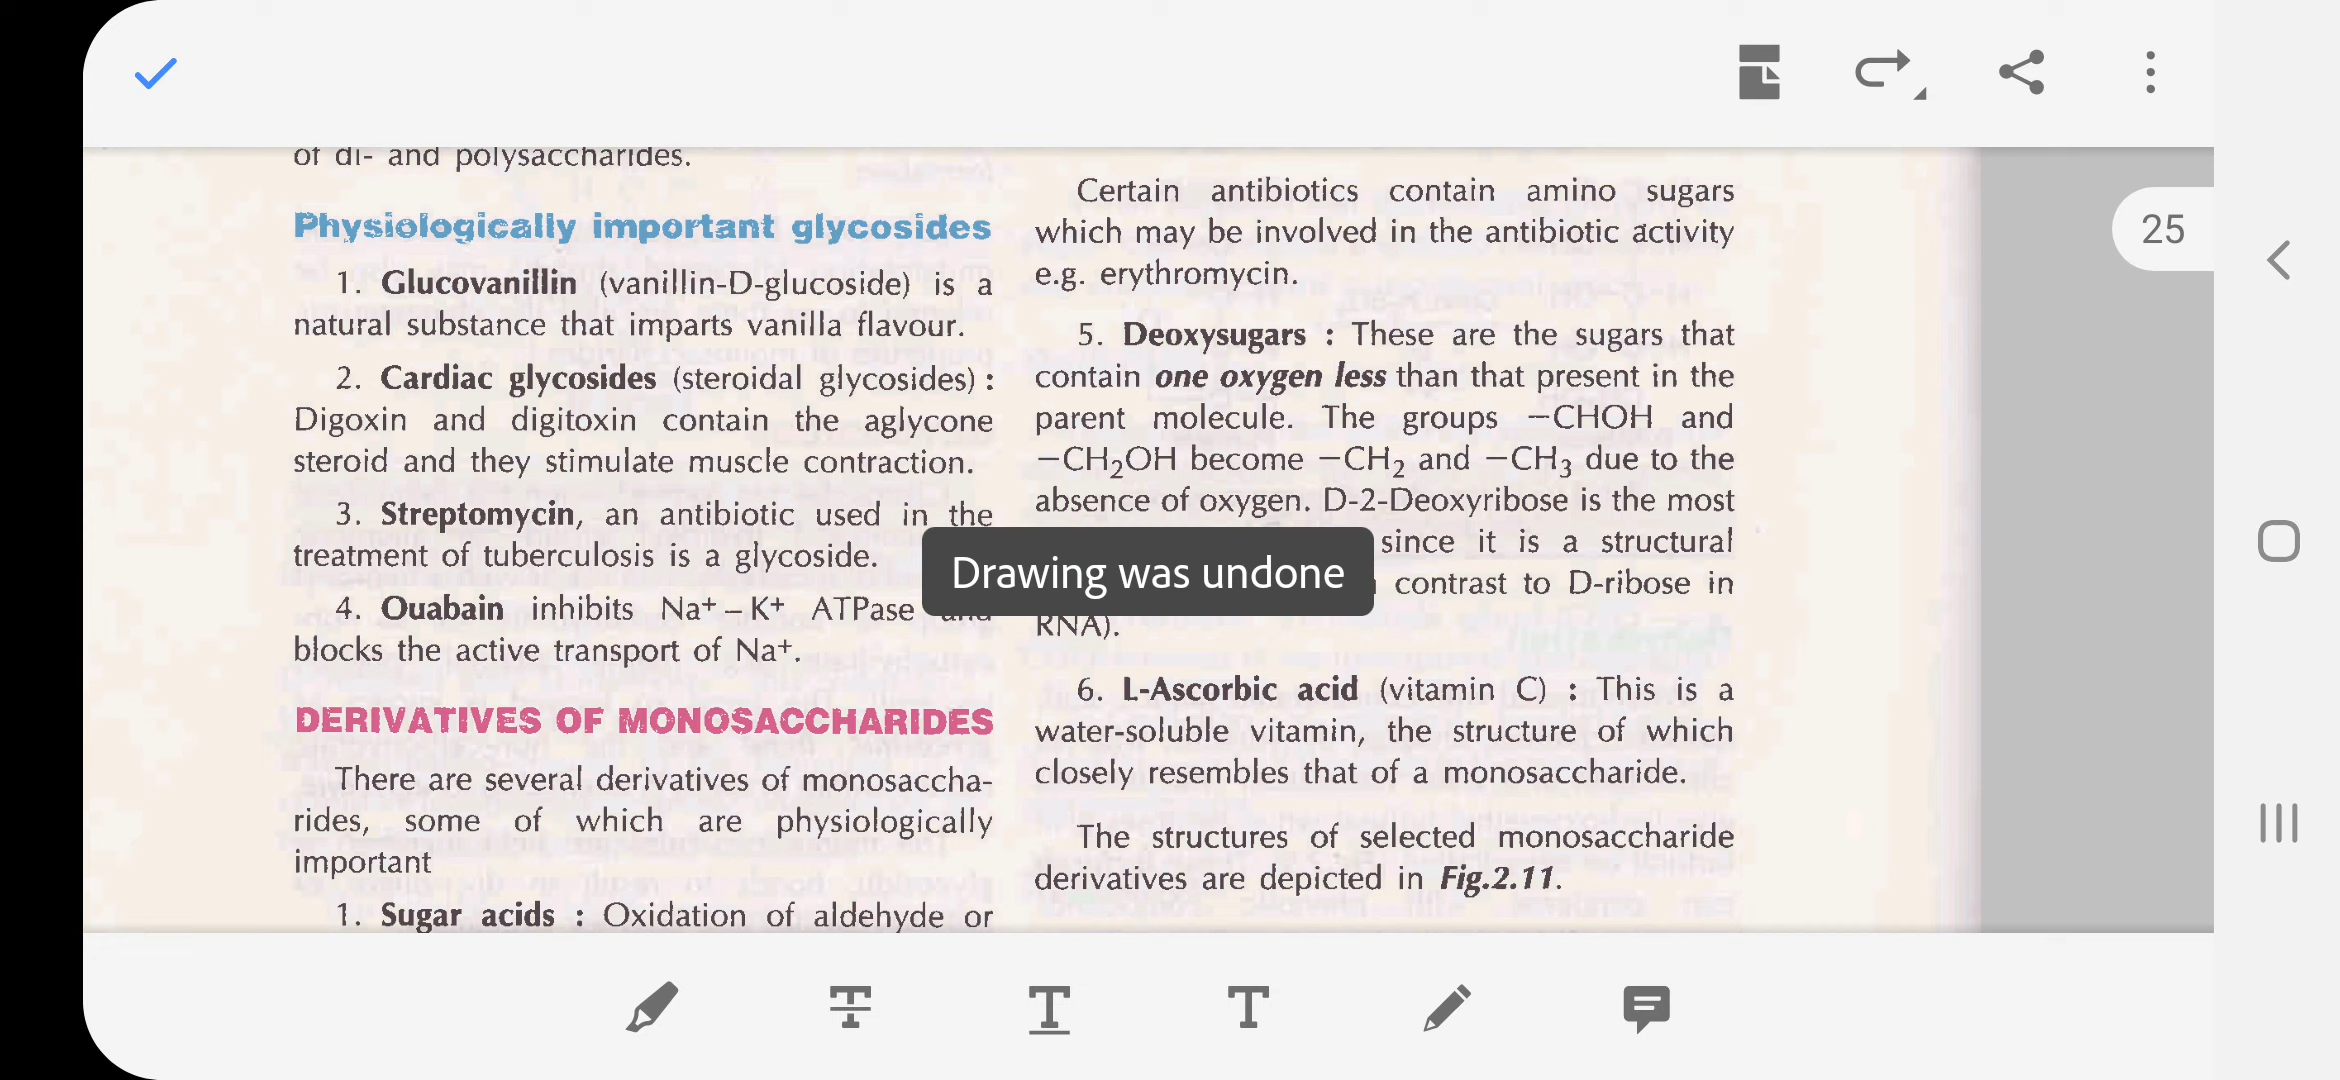 25
of di- and polysaccharides.
Physiologically important glycosides
1. Glucovanillin (vanillin-D-glucoside) is a
natural substance that imparts vanilla flavour.
2. Cardiac glycosides (steroidal glycosides) :
Digoxin and digitoxin contain the aglycone
steroid and they stimulate muscle contraction.
3. Streptomycin, an antibiotic used in the
treatment of tuberculosis is a glycoside.
4. Ouabain inhibits Na⁺ – K⁺ ATPase and
blocks the active transport of Na⁺.
DERIVATIVES OF MONOSACCHARIDES
There are several derivatives of monosaccha-
rides, some of which are physiologically
important
1. Sugar acids : Oxidation of aldehyde or
Certain antibiotics contain amino sugars
which may be involved in the antibiotic activity
e.g. erythromycin.
5. Deoxysugars : These are the sugars that
contain one oxygen less than that present in the
parent molecule. The groups –CHOH and
–CH₂OH become –CH₂ and –CH₃ due to the
absence of oxygen. D-2-Deoxyribose is the most
since it is a structural
contrast to D-ribose in
RNA).
6. L-Ascorbic acid (vitamin C) : This is a
water-soluble vitamin, the structure of which
closely resembles that of a monosaccharide.
The structures of selected monosaccharide
derivatives are depicted in Fig.2.11.
Drawing was undone